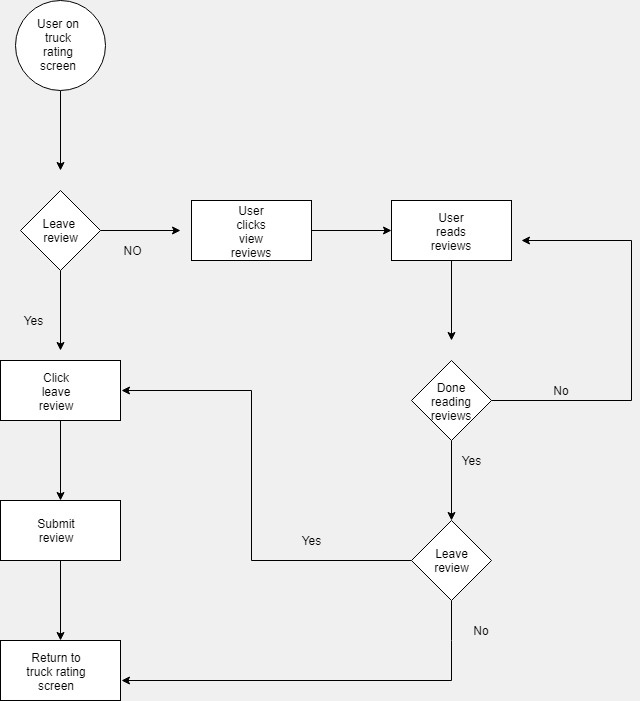 User on
truck
rating
screen
Leave
review
NO
User
clicks
view
reviews
User
reads
reviews
Yes
Click
leave
review
Done
reading
reviews
No
Yes
Submit
review
Yes
Leave
review
No
Return to
truck rating
screen